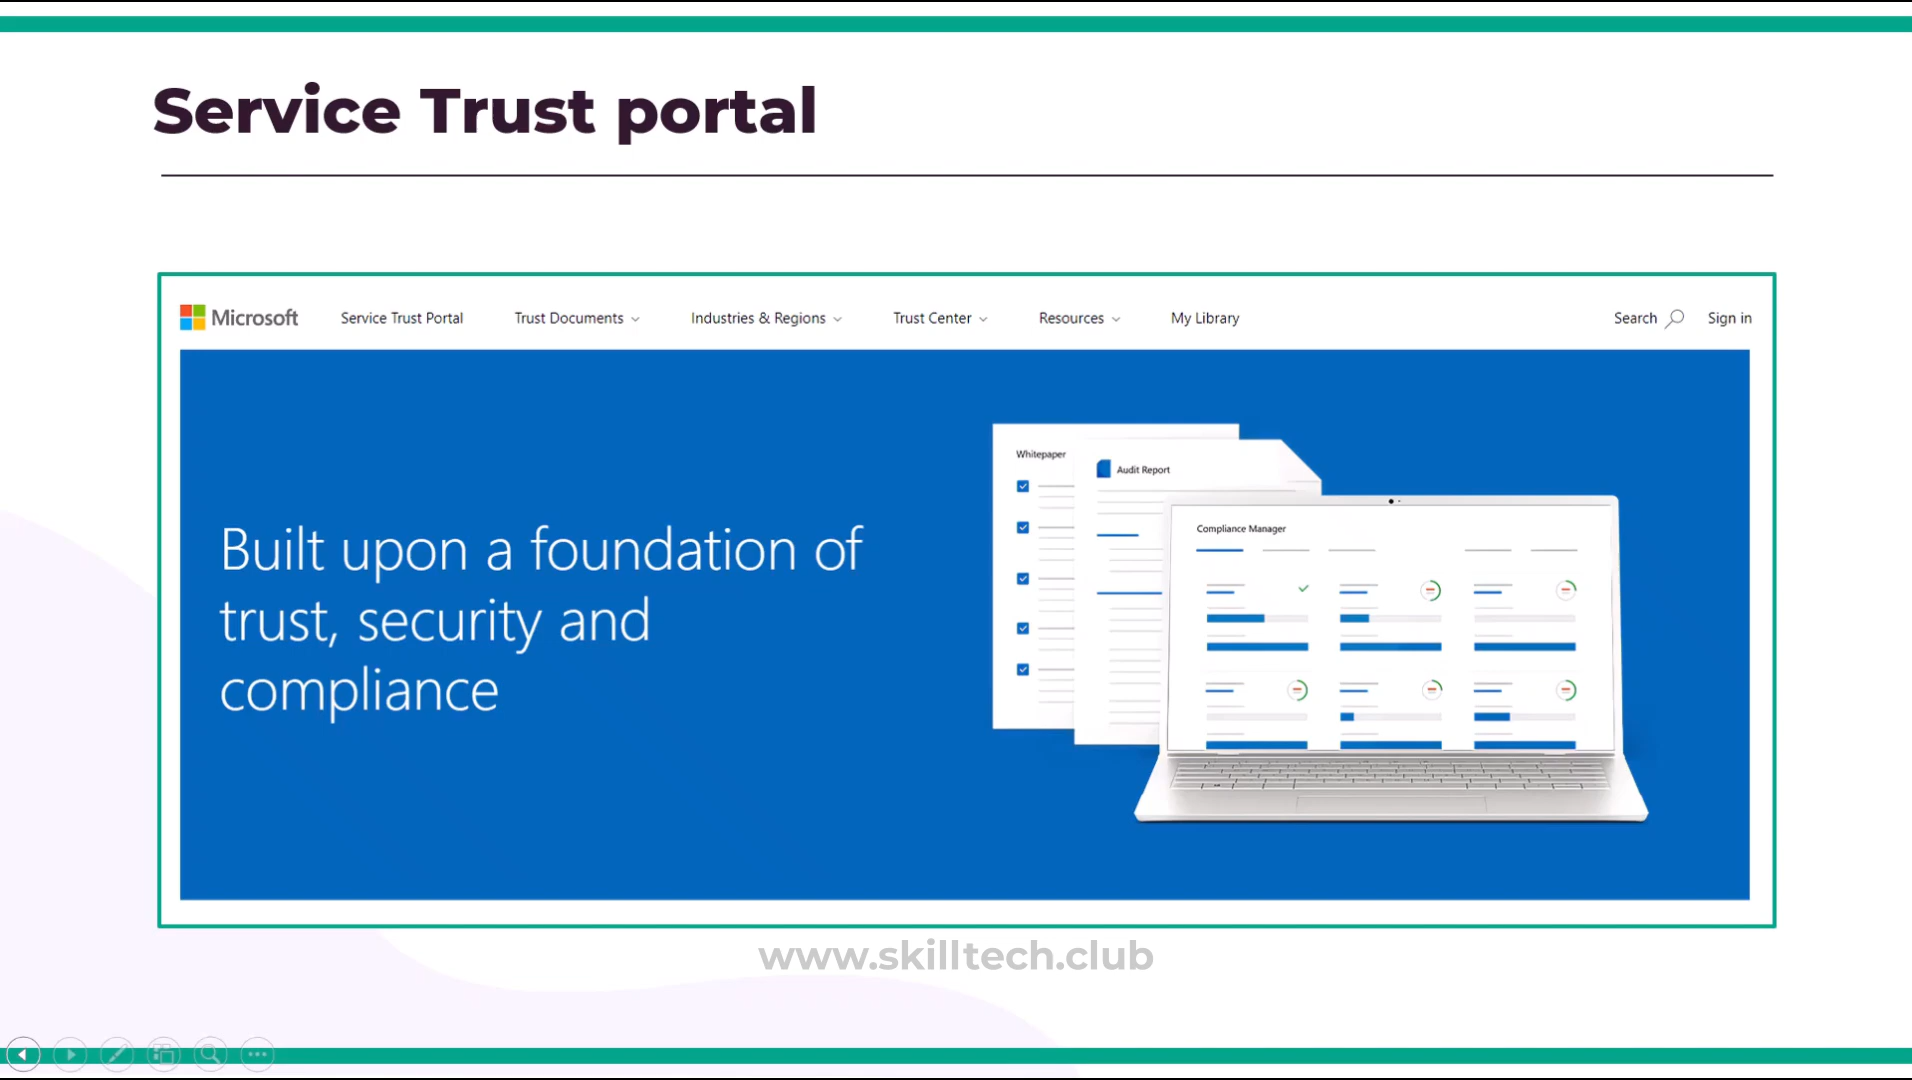 Service Trust portal
Microsoft Service Trust Portal Trust Documents Industries & Regions Trust Center Resources My Library Search Sign in
Built upon a foundation of
trust, security and
compliance
Whitepaper
Audit Report
Compliance Manager
www.skilltech.club